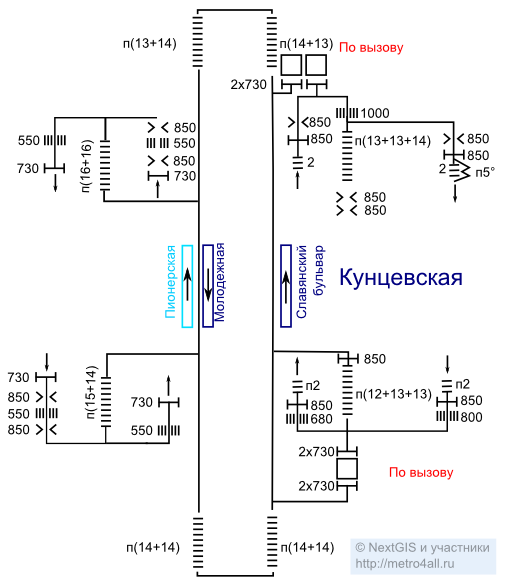 п(13+14)
п(14+13)
По вызову
2x730
1000
850
850
550
550
850
850
п(13+13+14)
850
850
730
730
п(16+16)
2
2
п5°
850
850
Пионерская
Молодежная
Славянский
бульвар
Кунцевская
850
730
п2
п2
850
730
п(15+14)
п(12+13+13)
850
850
550
680
800
850
550
2x730
По вызову
2x730
п(14+14)
п(14+14)
© NextGIS и участники
http://metro4all.ru